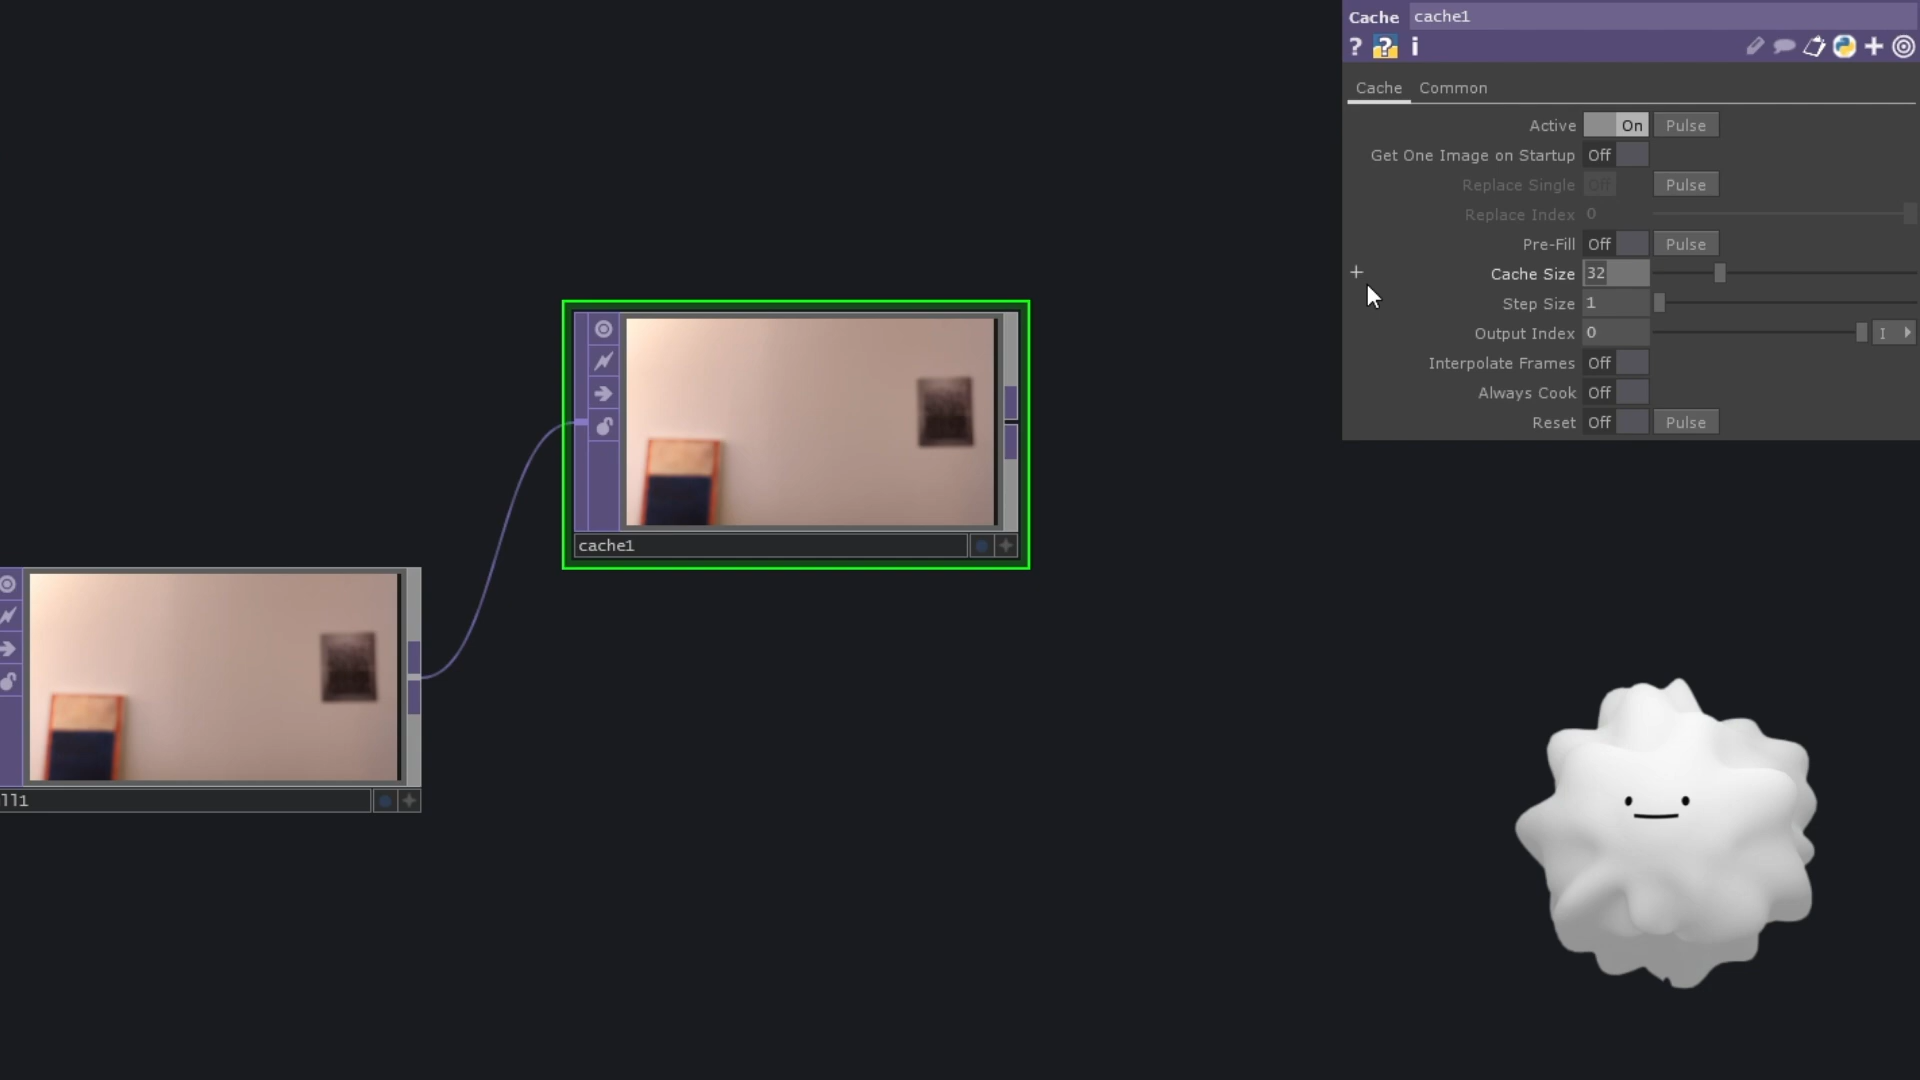 Cache cache1
? ? i
Cache Common
Active On Pulse
Get One Image on Startup Off
Replace Single Off Pulse
Replace Index 0
Pre-Fill Off Pulse
Cache Size 32
Step Size 1
Output Index 0 I
Interpolate Frames Off
Always Cook Off
Reset Off Pulse
cache1
ll1